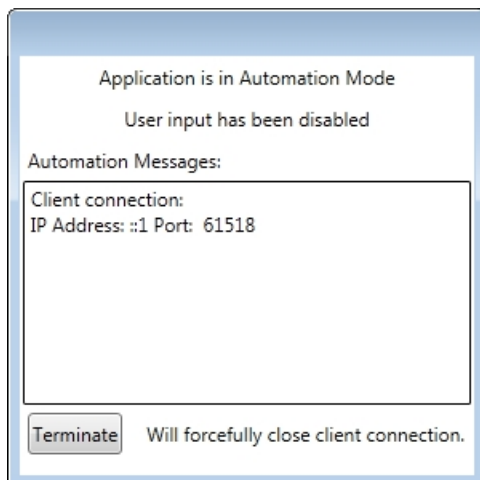 Application is in Automation Mode
User input has been disabled
Automation Messages:
Client connection:
IP Address: ::1 Port:  61518
Terminate
Will forcefully close client connection.